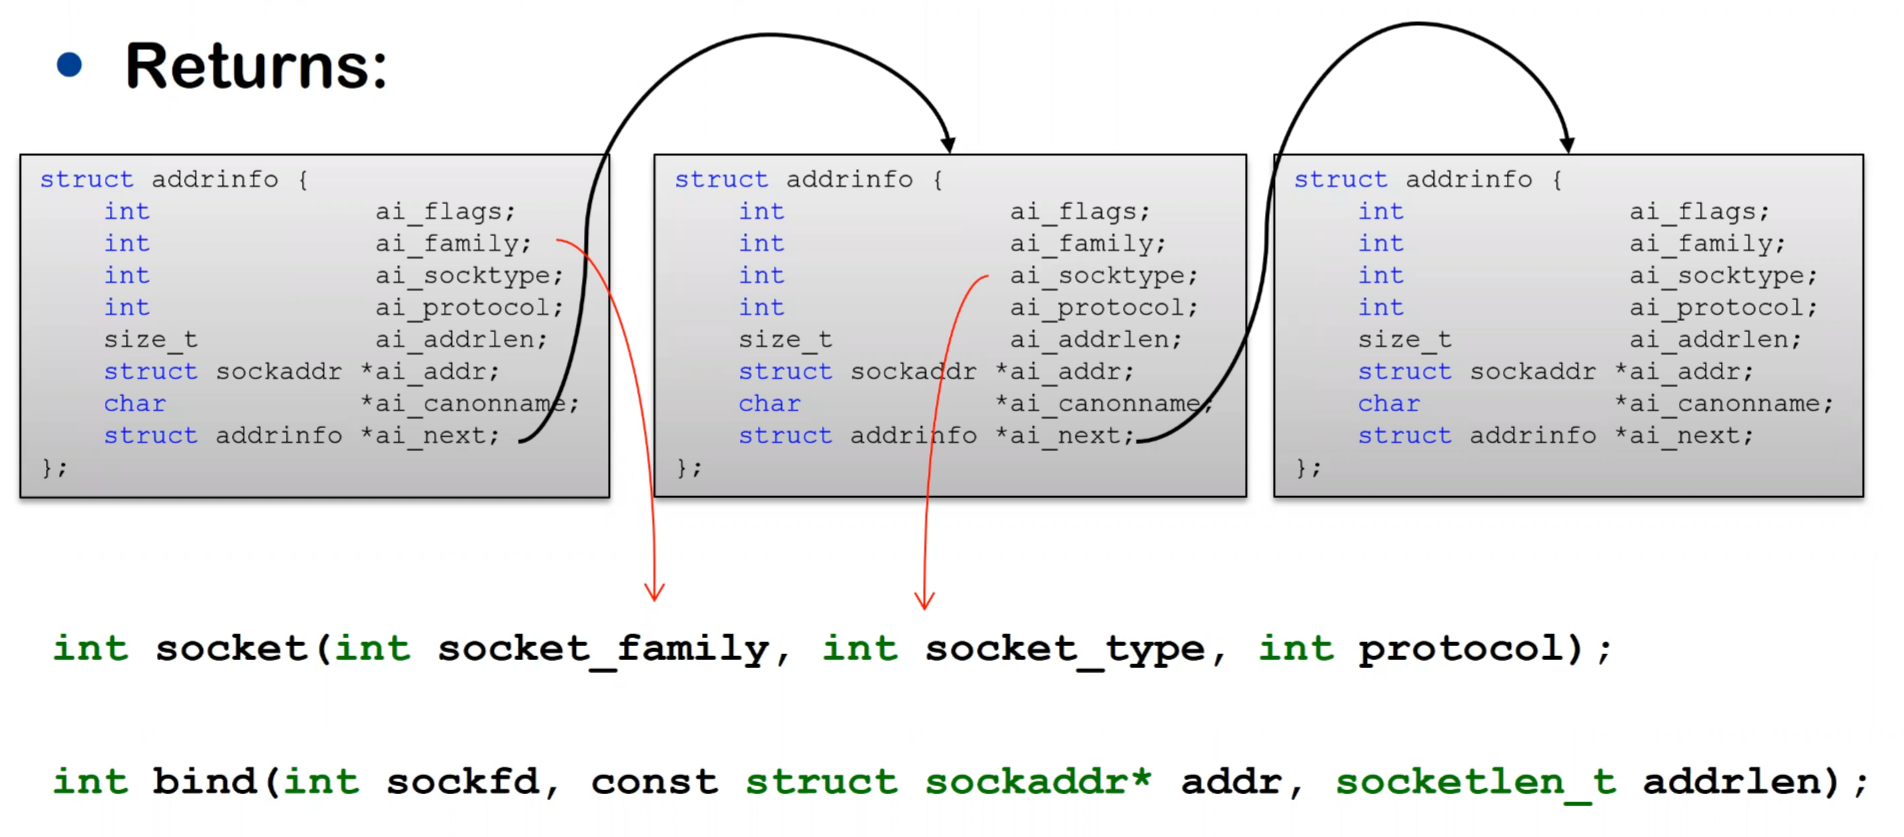 • Returns:
struct addrinfo {
int ai_flags;
int ai_family;
int ai_socktype;
int ai_protocol;
size_t ai_addrlen;
struct sockaddr *ai_addr;
char *ai_canonname;
struct addrinfo *ai_next;
};
struct addrinfo {
int ai_flags;
int ai_family;
int ai_socktype;
int ai_protocol;
size_t ai_addrlen;
struct sockaddr *ai_addr;
char *ai_canonname;
struct addrinfo *ai_next;
};
struct addrinfo {
int ai_flags;
int ai_family;
int ai_socktype;
int ai_protocol;
size_t ai_addrlen;
struct sockaddr *ai_addr;
char *ai_canonname;
struct addrinfo *ai_next;
};
int socket(int socket_family, int socket_type, int protocol);
int bind(int sockfd, const struct sockaddr* addr, socketlen_t addrlen);